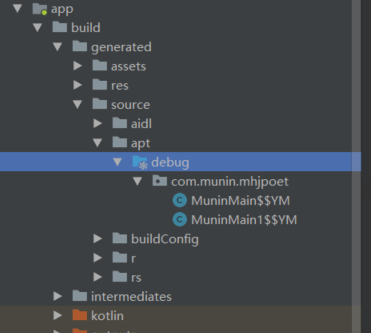 app
build
generated
assets
res
source
aidl
apt
debug
com.munin.mhjpoet
MuninMain$$YM
MuninMain1$$YM
buildConfig
r
rs
intermediates
kotlin